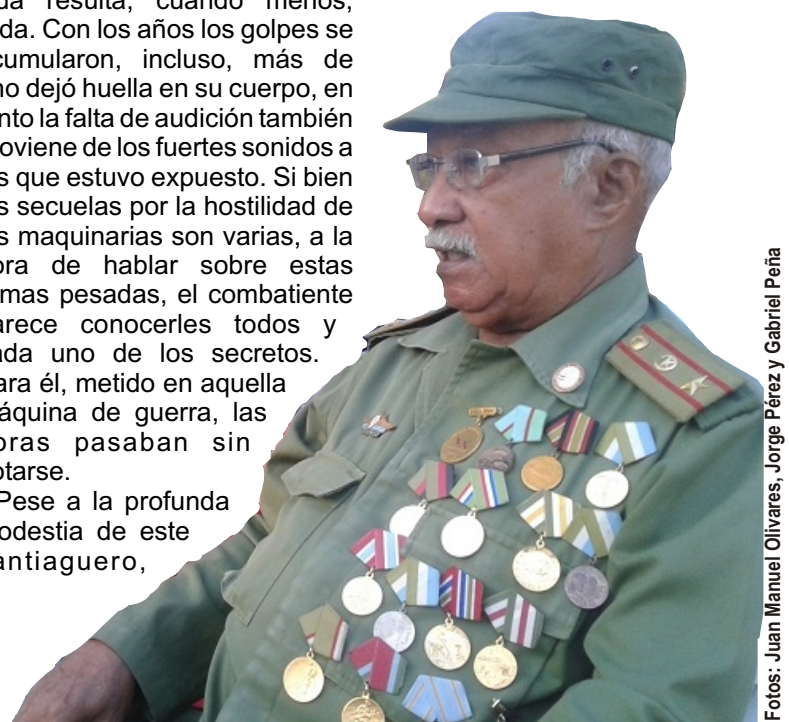 da resulta, cuando menos,
da. Con los años los golpes se
cumularon, incluso, más de
no dejó huella en su cuerpo, en
nto la falta de audición también
oviene de los fuertes sonidos a
s que estuvo expuesto. Si bien
s secuelas por la hostilidad de
s maquinarias son varias, a la
ora de hablar sobre estas
mas pesadas, el combatiente
arece conocerles todos y
ada uno de los secretos.
ara él, metido en aquella
áquina de guerra, las
oras pasaban sin
otarse.
Pese a la profunda
odestia de este
antiaguero,
Fotos: Juan Manuel Olivares, Jorge Pérez y Gabriel Peña